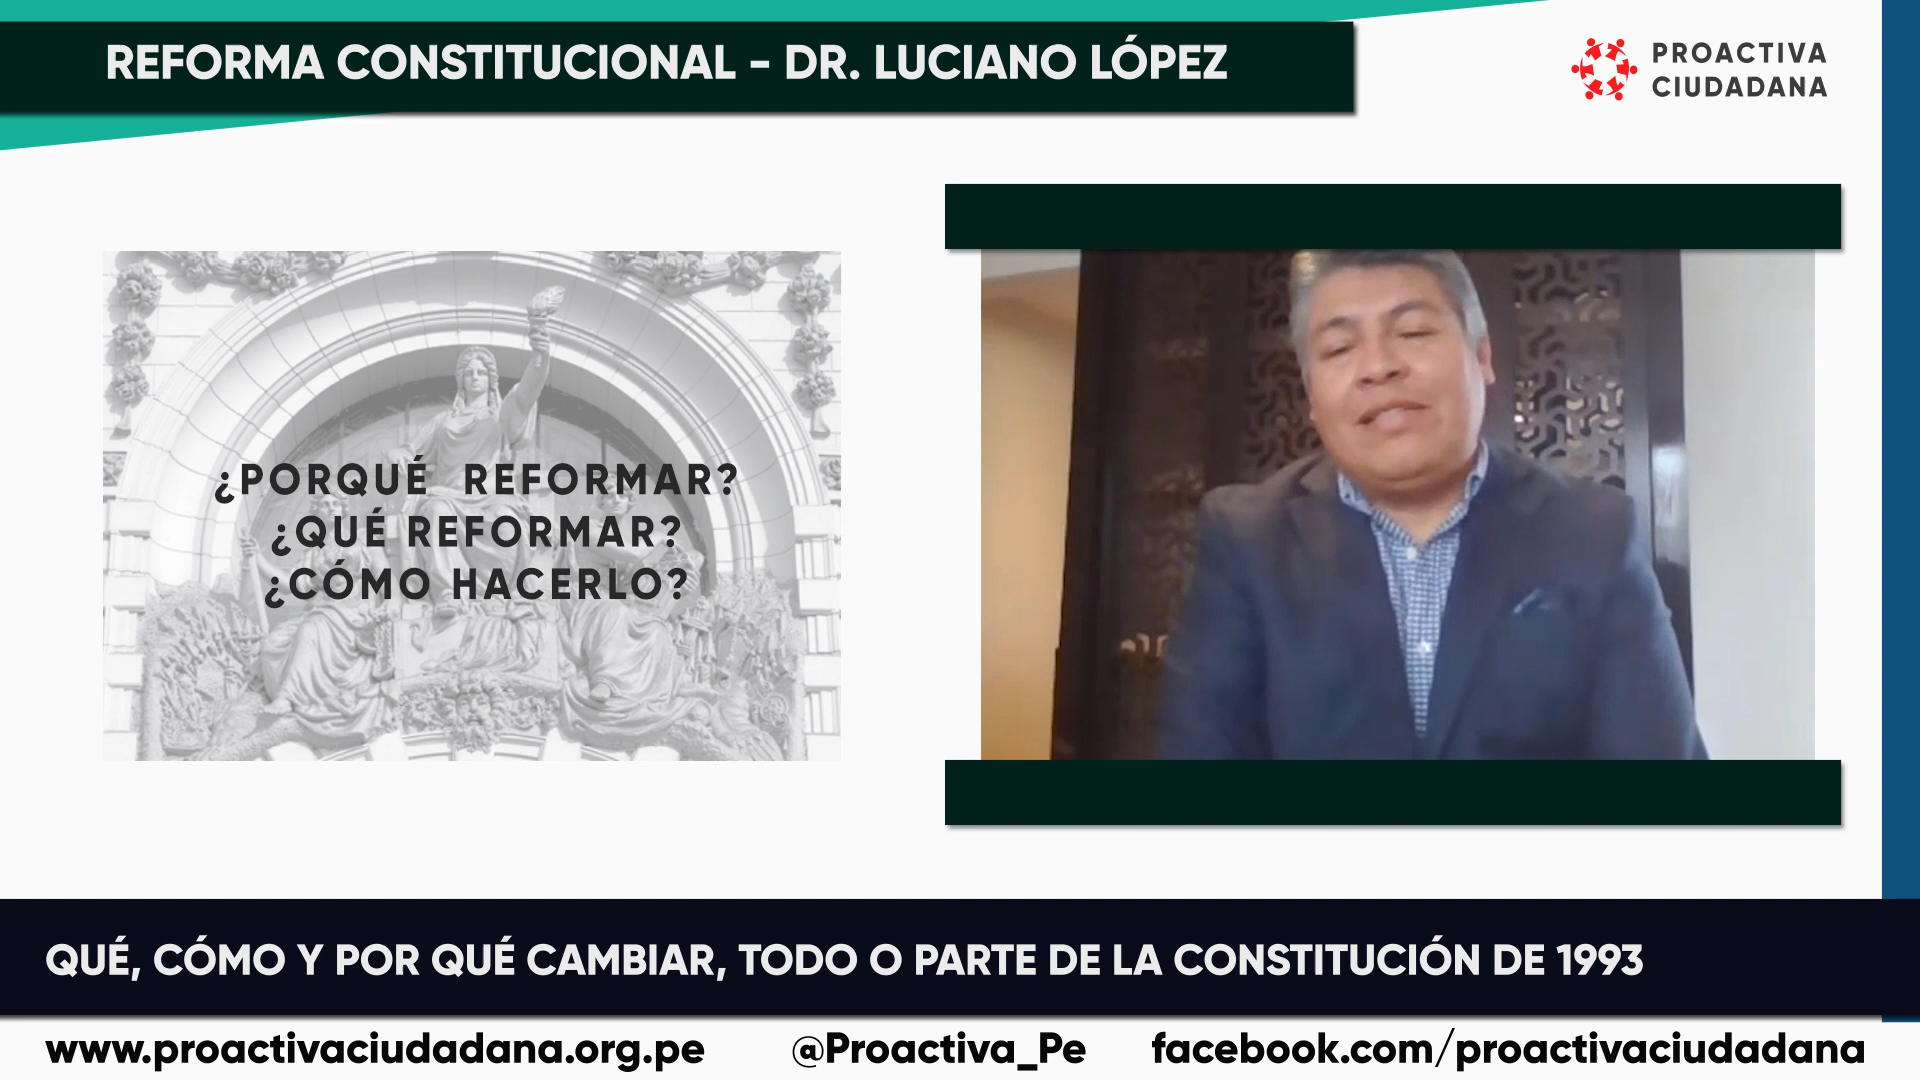 REFORMA CONSTITUCIONAL - DR. LUCIANO LÓPEZ
PROACTIVA
CIUDADANA
¿PORQUÉ REFORMAR?
¿QUÉ REFORMAR?
¿CÓMO HACERLO?
QUÉ, CÓMO Y POR QUÉ CAMBIAR, TODO O PARTE DE LA CONSTITUCIÓN DE 1993
www.proactivaciudadana.org.pe @Proactiva_Pe facebook.com/proactivaciudadana